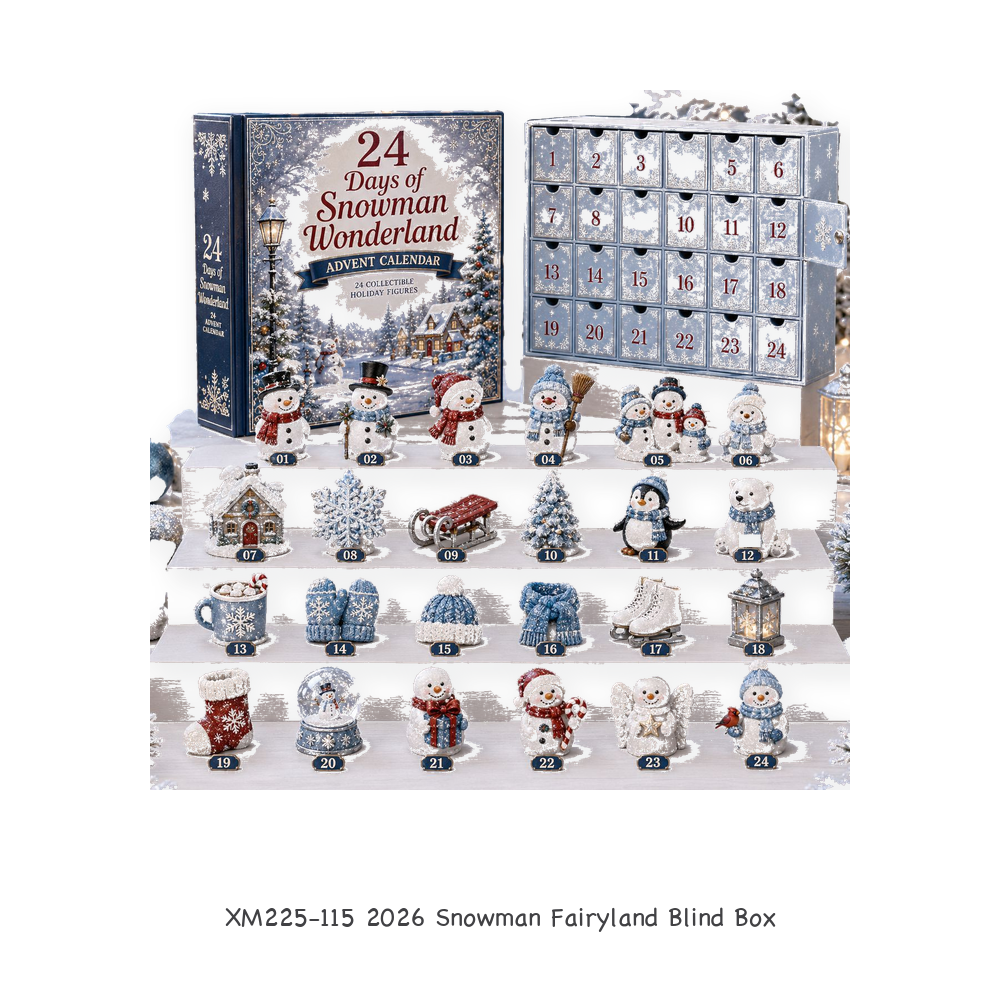 24
Days of
Snowman
Wonderland
ADVENT CALENDAR
24 COLLECTIBLE
HOLIDAY FIGURES
24
Days of
Snowman
Wonderland
24
ADVENT
CALENDAR
1 2 3 5 6
7 8 10 11 12
13 14 15 16 17 18
19 20 21 22 23 24
01 02 03 04 05 06
07 08 09 10 11 12
13 14 15 16 17 18
19 20 21 22 23 24
XM225-115 2026 Snowman Fairyland Blind Box